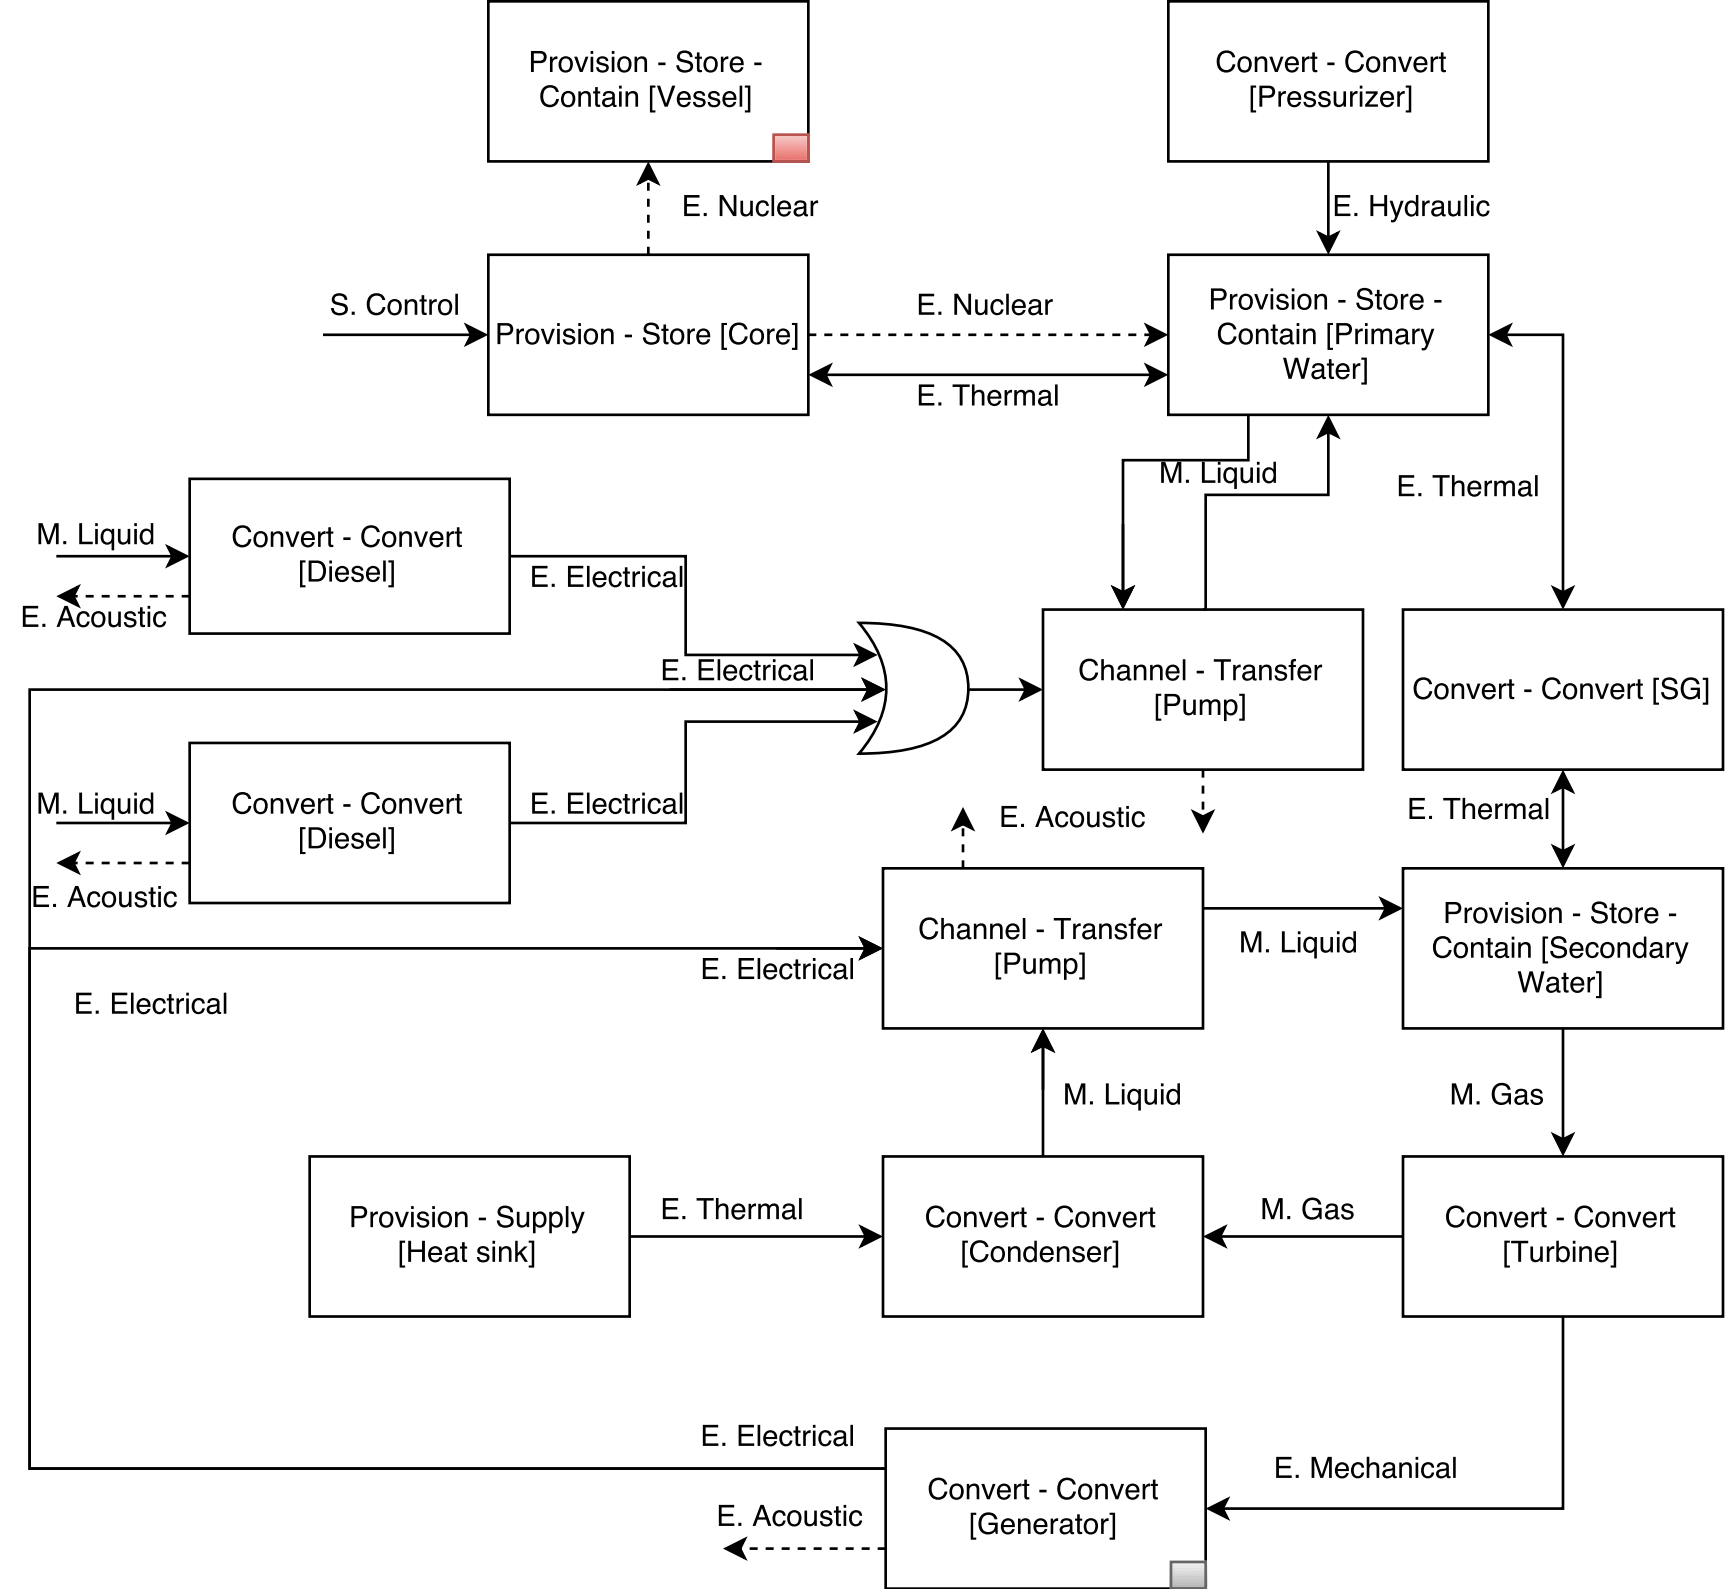 Provision - Store -
Contain [Vessel]
Convert - Convert
[Pressurizer]
E. Nuclear
E. Hydraulic
S. Control
Provision - Store [Core]
E. Nuclear
E. Thermal
Provision - Store -
Contain [Primary
Water]
M. Liquid
E. Thermal
M. Liquid
E. Acoustic
Convert - Convert
[Diesel]
E. Electrical
E. Electrical
Channel - Transfer
[Pump]
Convert - Convert [SG]
M. Liquid
E. Acoustic
Convert - Convert
[Diesel]
E. Electrical
E. Acoustic
E. Thermal
Channel - Transfer
[Pump]
M. Liquid
Provision - Store -
Contain [Secondary
Water]
E. Electrical
E. Electrical
M. Liquid
M. Gas
Provision - Supply
[Heat sink]
E. Thermal
Convert - Convert
[Condenser]
M. Gas
Convert - Convert
[Turbine]
E. Electrical
E. Acoustic
Convert - Convert
[Generator]
E. Mechanical